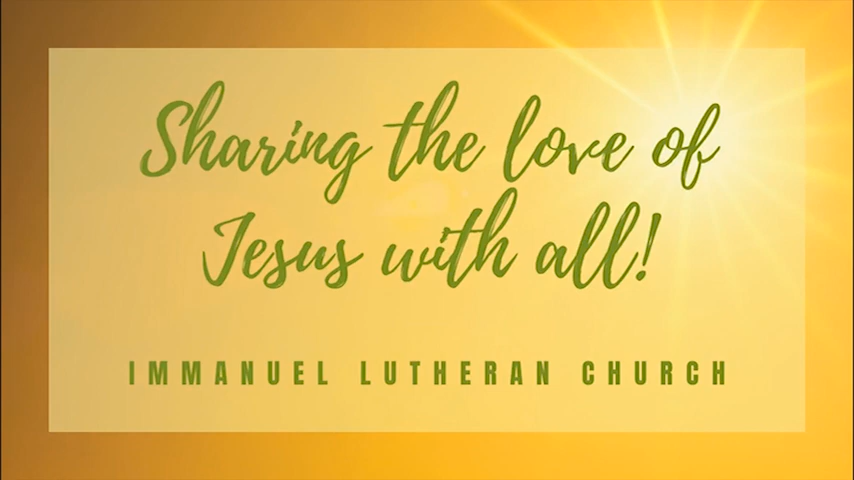 Sharing the love of
Jesus with all!
IMMANUEL LUTHERAN CHURCH